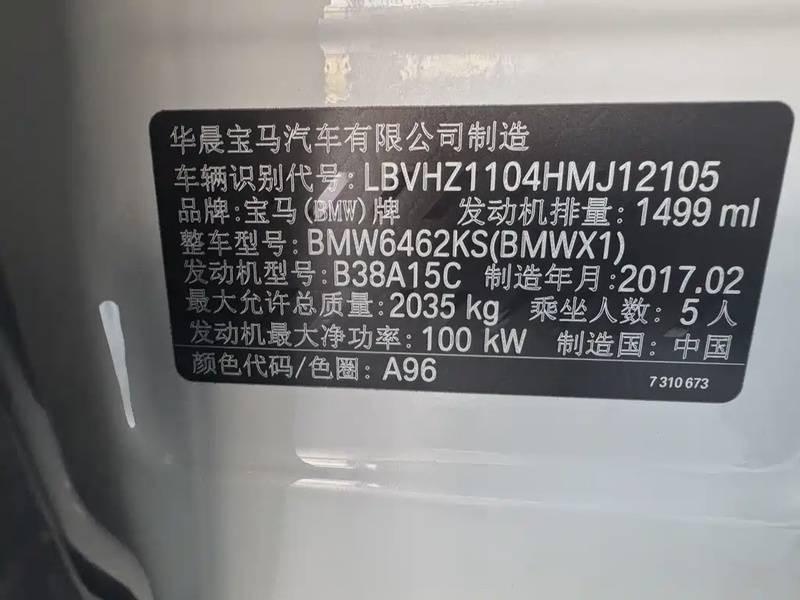 华晨宝马汽车有限公司制造
车辆识别代号: LBVHZ1104HMJ12105
品牌: 宝马(BMW)牌 发动机排量: 1499 ml
整车型号: BMW6462KS(BMWX1)
发动机型号: B38A15C 制造年月: 2017.02
最大允许总质量: 2035 kg 乘坐人数: 5 人
发动机最大净功率: 100 kW 制造国: 中国
颜色代码/色圈: A96
7 310 673